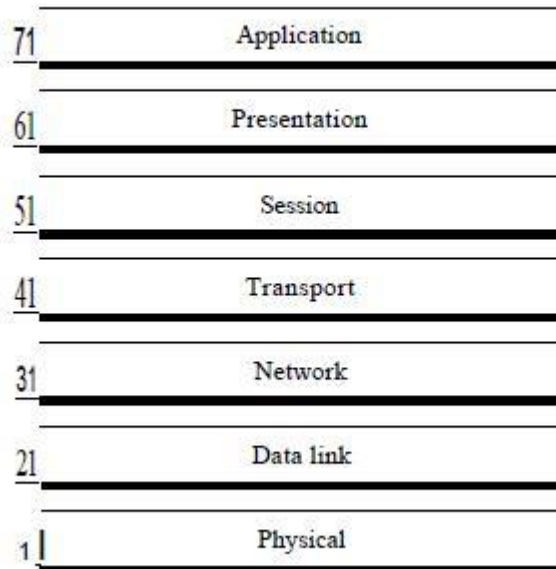 71 Application
61 Presentation
51 Session
41 Transport
31 Network
21 Data link
1 Physical